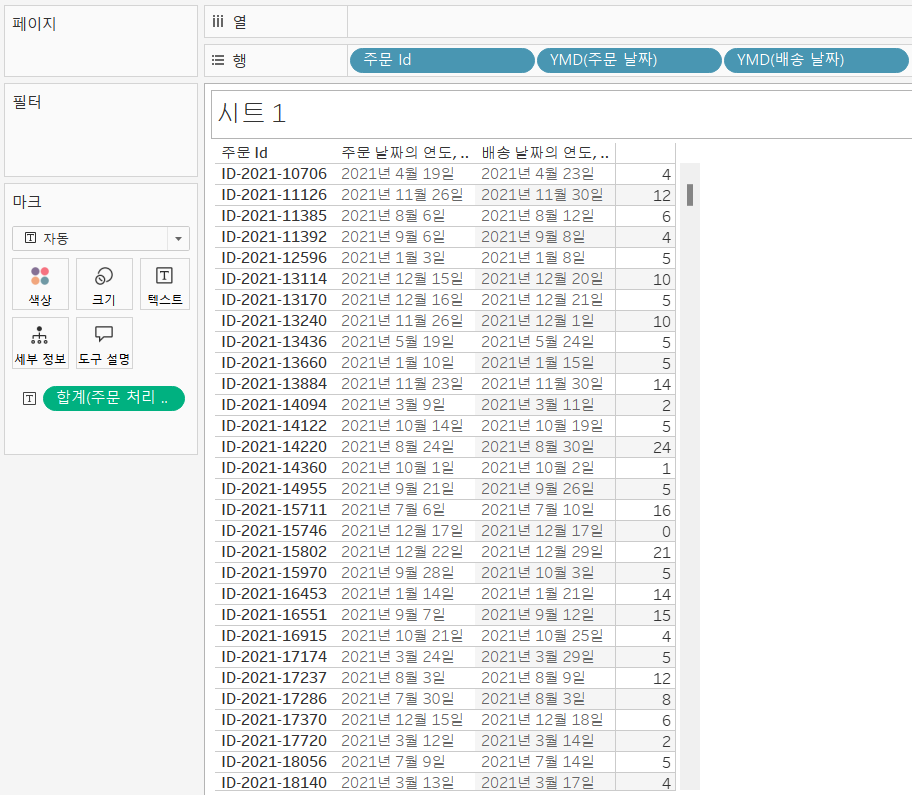 페이지
열
행
주문 Id YMD(주문 날짜) YMD(배송 날짜)
필터
시트 1
마크
자동
색상 크기 텍스트
세부 정보 도구 설명
합계(주문 처리 ..
주문 Id 주문 날짜의 연도, .. 배송 날짜의 연도, ..
ID-2021-10706 2021년 4월 19일 2021년 4월 23일 4
ID-2021-11126 2021년 11월 26일 2021년 11월 30일 12
ID-2021-11385 2021년 8월 6일 2021년 8월 12일 6
ID-2021-11392 2021년 9월 6일 2021년 9월 8일 4
ID-2021-12596 2021년 1월 3일 2021년 1월 8일 5
ID-2021-13114 2021년 12월 15일 2021년 12월 20일 10
ID-2021-13170 2021년 12월 16일 2021년 12월 21일 5
ID-2021-13240 2021년 11월 26일 2021년 12월 1일 10
ID-2021-13436 2021년 5월 19일 2021년 5월 24일 5
ID-2021-13660 2021년 1월 10일 2021년 1월 15일 5
ID-2021-13884 2021년 11월 23일 2021년 11월 30일 14
ID-2021-14094 2021년 3월 9일 2021년 3월 11일 2
ID-2021-14122 2021년 10월 14일 2021년 10월 19일 5
ID-2021-14220 2021년 8월 24일 2021년 8월 30일 24
ID-2021-14360 2021년 10월 1일 2021년 10월 2일 1
ID-2021-14955 2021년 9월 21일 2021년 9월 26일 5
ID-2021-15711 2021년 7월 6일 2021년 7월 10일 16
ID-2021-15746 2021년 12월 17일 2021년 12월 17일 0
ID-2021-15802 2021년 12월 22일 2021년 12월 29일 21
ID-2021-15970 2021년 9월 28일 2021년 10월 3일 5
ID-2021-16453 2021년 1월 14일 2021년 1월 21일 14
ID-2021-16551 2021년 9월 7일 2021년 9월 12일 15
ID-2021-16915 2021년 10월 21일 2021년 10월 25일 4
ID-2021-17174 2021년 3월 24일 2021년 3월 29일 5
ID-2021-17237 2021년 8월 3일 2021년 8월 9일 12
ID-2021-17286 2021년 7월 30일 2021년 8월 3일 8
ID-2021-17370 2021년 12월 15일 2021년 12월 18일 6
ID-2021-17720 2021년 3월 12일 2021년 3월 14일 2
ID-2021-18056 2021년 7월 9일 2021년 7월 14일 5
ID-2021-18140 2021년 3월 13일 2021년 3월 17일 4